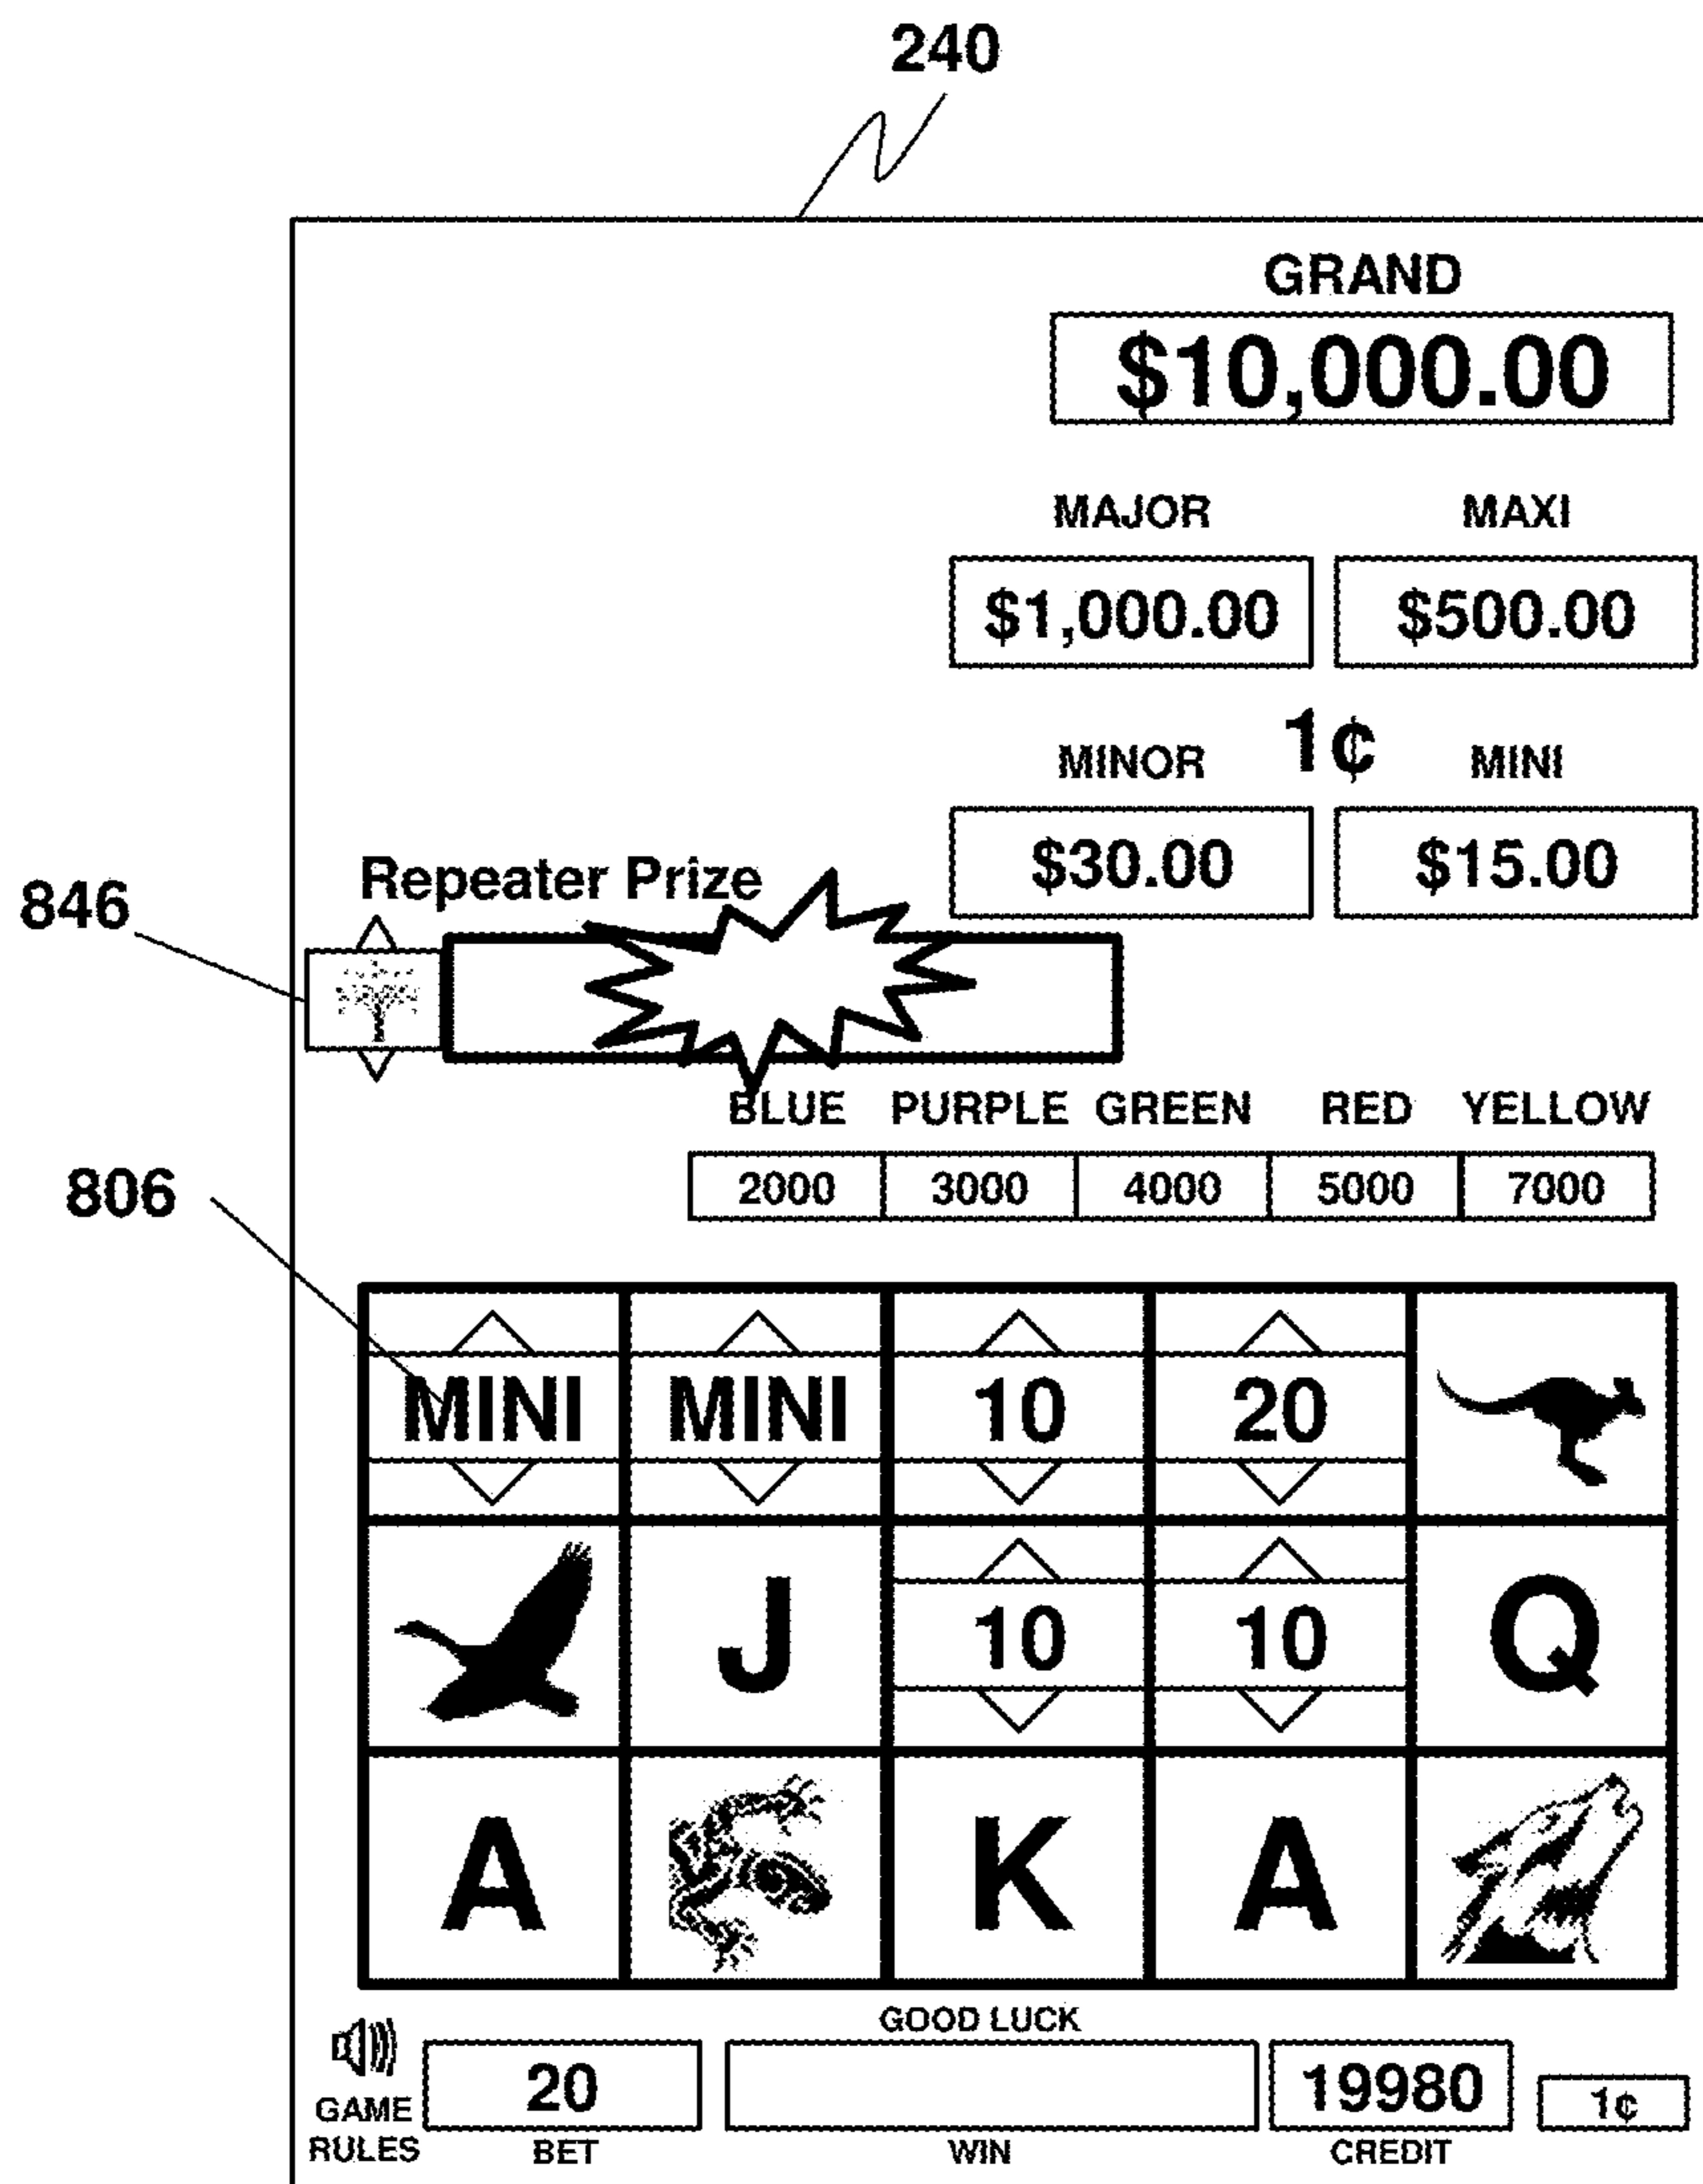 240
GRAND
$10,000.00
MAJOR MAXI
$1,000.00 $500.00
1¢
MINOR MINI
$30.00 $15.00
Repeater Prize
846
BLUE PURPLE GREEN RED YELLOW
2000 3000 4000 5000 7000
806
MINI MINI 10 20
J 10 10 Q
A K A
GOOD LUCK
20 19980 1¢
GAME
RULES BET WIN CREDIT